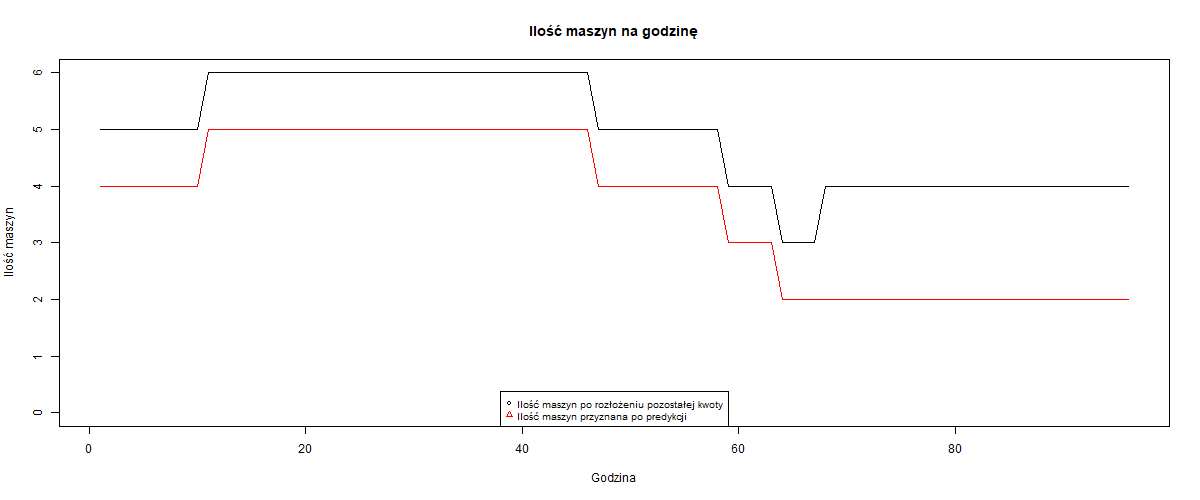 Ilość maszyn na godzinę
Ilość maszyn
6
5
4
3
2
1
0
Ilość maszyn po rozłożeniu pozostałej kwoty
Ilość maszyn przyznana po predykcji
0 20 40 60 80
Godzina